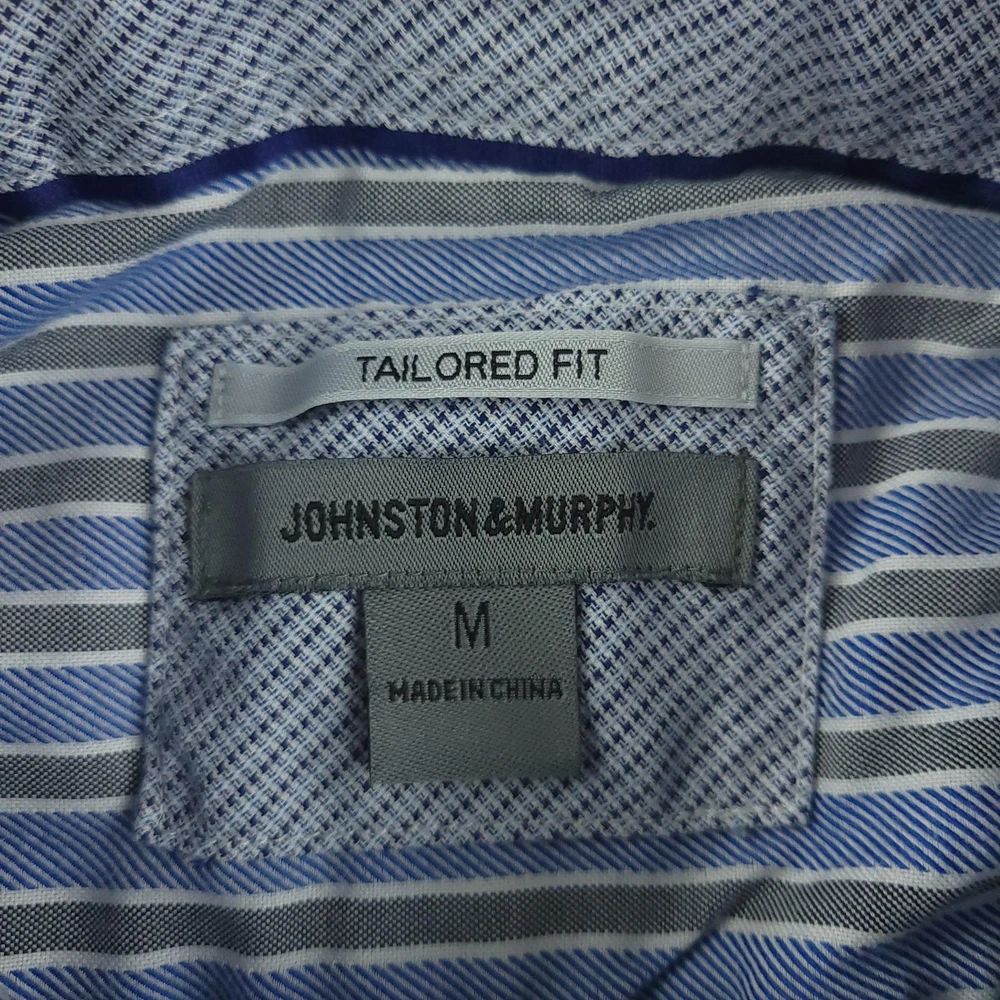 TAILORED FIT
JOHNSTON & MURPHY.
M
MADE IN CHINA